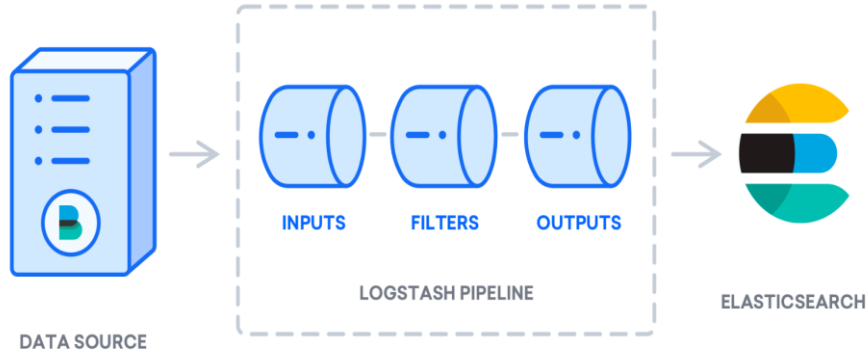 INPUTS
FILTERS
OUTPUTS
LOGSTASH PIPELINE
ELASTICSEARCH
DATA SOURCE